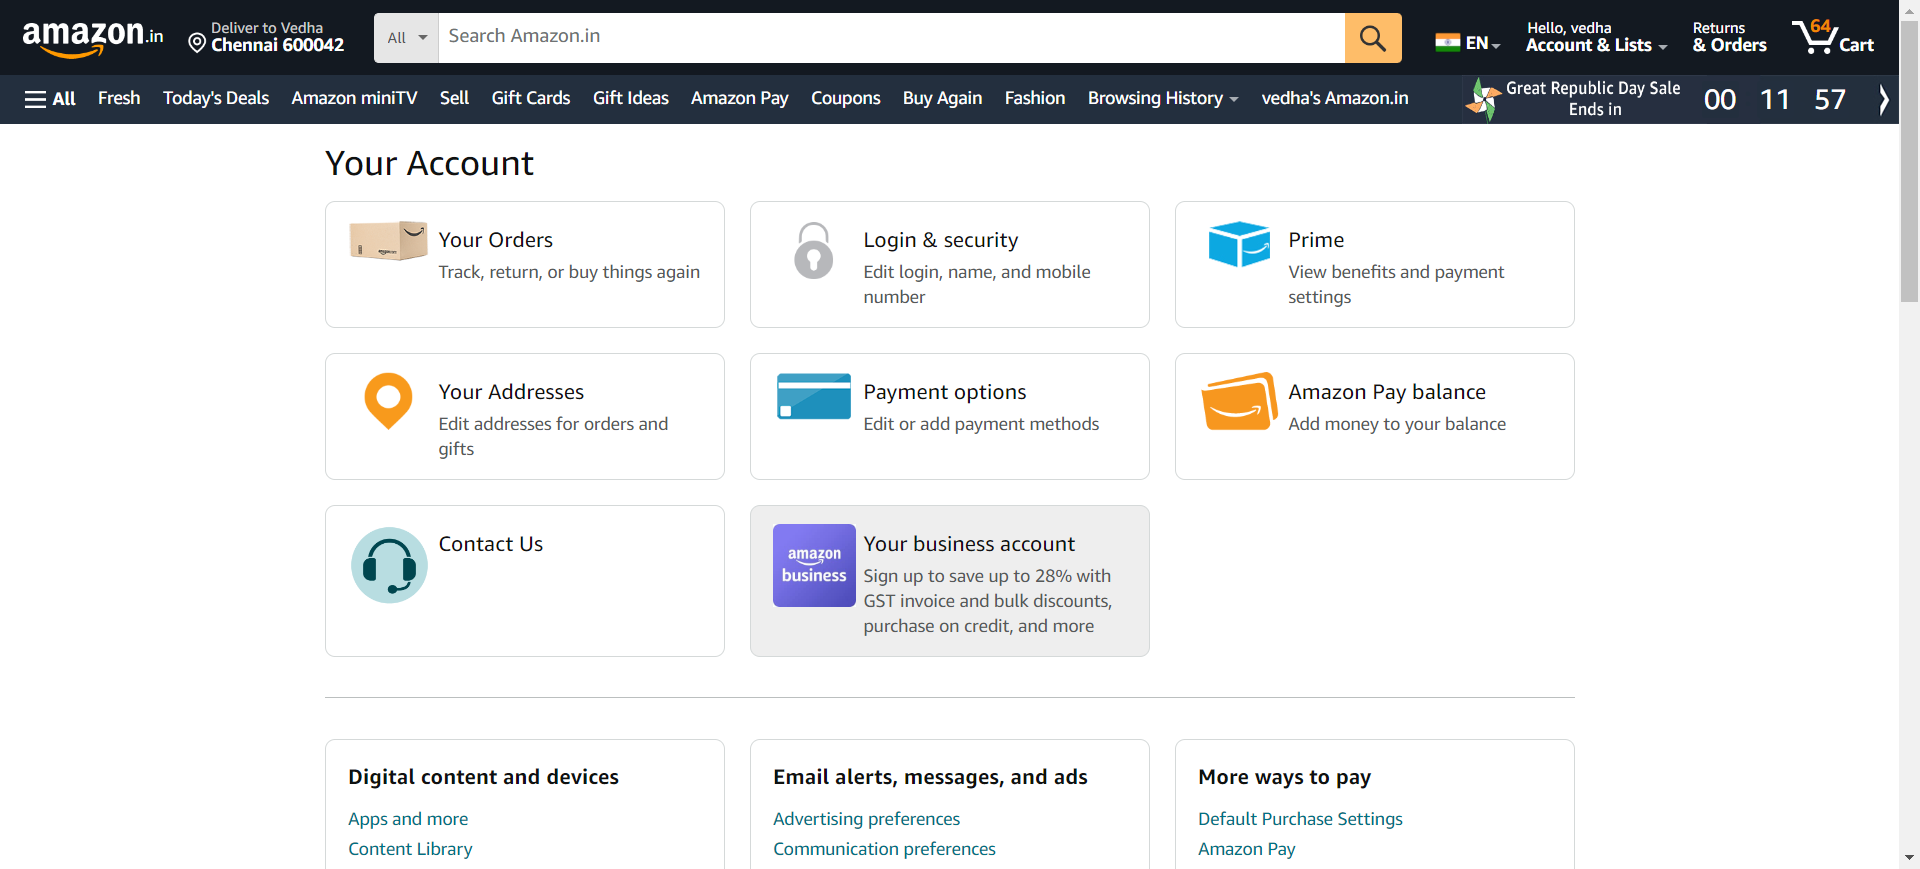 amazon.in
Deliver to Vedha
Chennai 600042
All
Search Amazon.in
EN
Hello, vedha
Account & Lists
Returns
& Orders
64
Cart
All
Fresh
Today's Deals
Amazon miniTV
Sell
Gift Cards
Gift Ideas
Amazon Pay
Coupons
Buy Again
Fashion
Browsing History
vedha's Amazon.in
Great Republic Day Sale
Ends in
00 11 57
Your Account
Your Orders
Track, return, or buy things again
Login & security
Edit login, name, and mobile
number
Prime
View benefits and payment
settings
Your Addresses
Edit addresses for orders and
gifts
Payment options
Edit or add payment methods
Amazon Pay balance
Add money to your balance
Contact Us
amazon
business
Your business account
Sign up to save up to 28% with
GST invoice and bulk discounts,
purchase on credit, and more
Digital content and devices
Apps and more
Content Library
Email alerts, messages, and ads
Advertising preferences
Communication preferences
More ways to pay
Default Purchase Settings
Amazon Pay